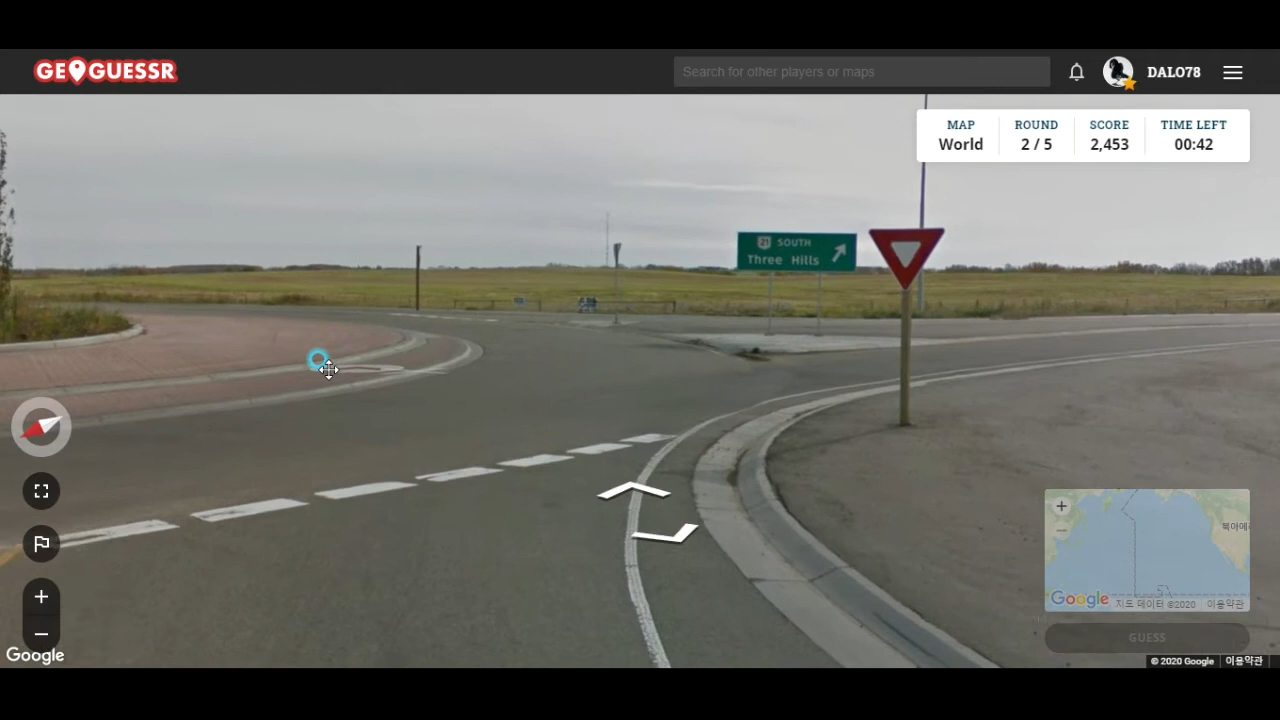 GEOGUESSR
Search for other players or maps
DALO78
MAP
World
ROUND
2 / 5
SCORE
2,453
TIME LEFT
00:42
21 SOUTH
Three Hills
Google
지도 데이터 ©2020 이용약관
GUESS
Google
© 2020 Google 이용약관